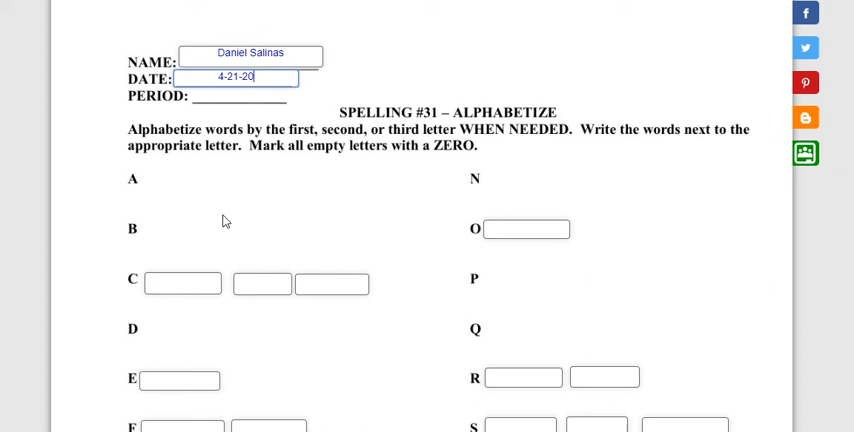 NAME: Daniel Salinas
DATE: 4-21-20
PERIOD:
SPELLING #31 – ALPHABETIZE
Alphabetize words by the first, second, or third letter WHEN NEEDED. Write the words next to the
appropriate letter. Mark all empty letters with a ZERO.
A N
B O
C P
D Q
E R
F S